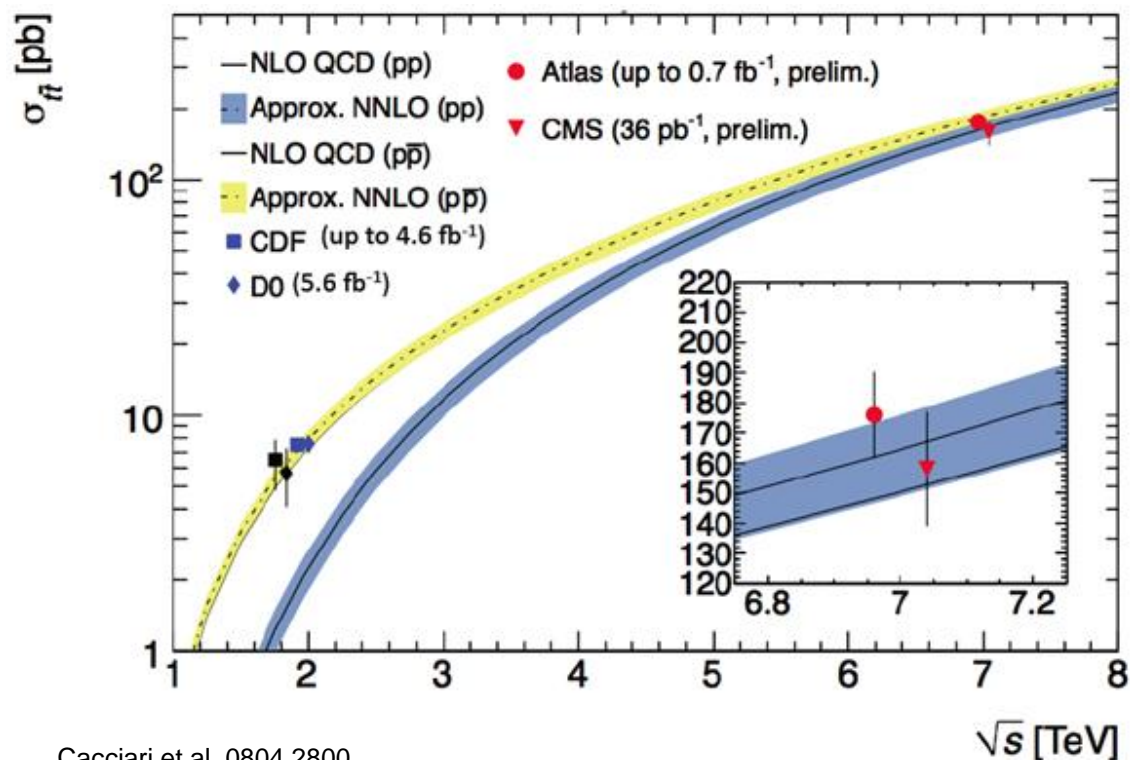 σtt̄ [pb]
NLO QCD (pp)
Approx. NNLO (pp)
NLO QCD (pp̅)
Approx. NNLO (pp̅)
CDF (up to 4.6 fb⁻¹)
D0 (5.6 fb⁻¹)
Atlas (up to 0.7 fb⁻¹, prelim.)
CMS (36 pb⁻¹, prelim.)
10²
10
1
220
210
200
190
180
170
160
150
140
130
120
6.8 7 7.2
1 2 3 4 5 6 7 8
√s [TeV]
Cacciari et al. 0804.2800